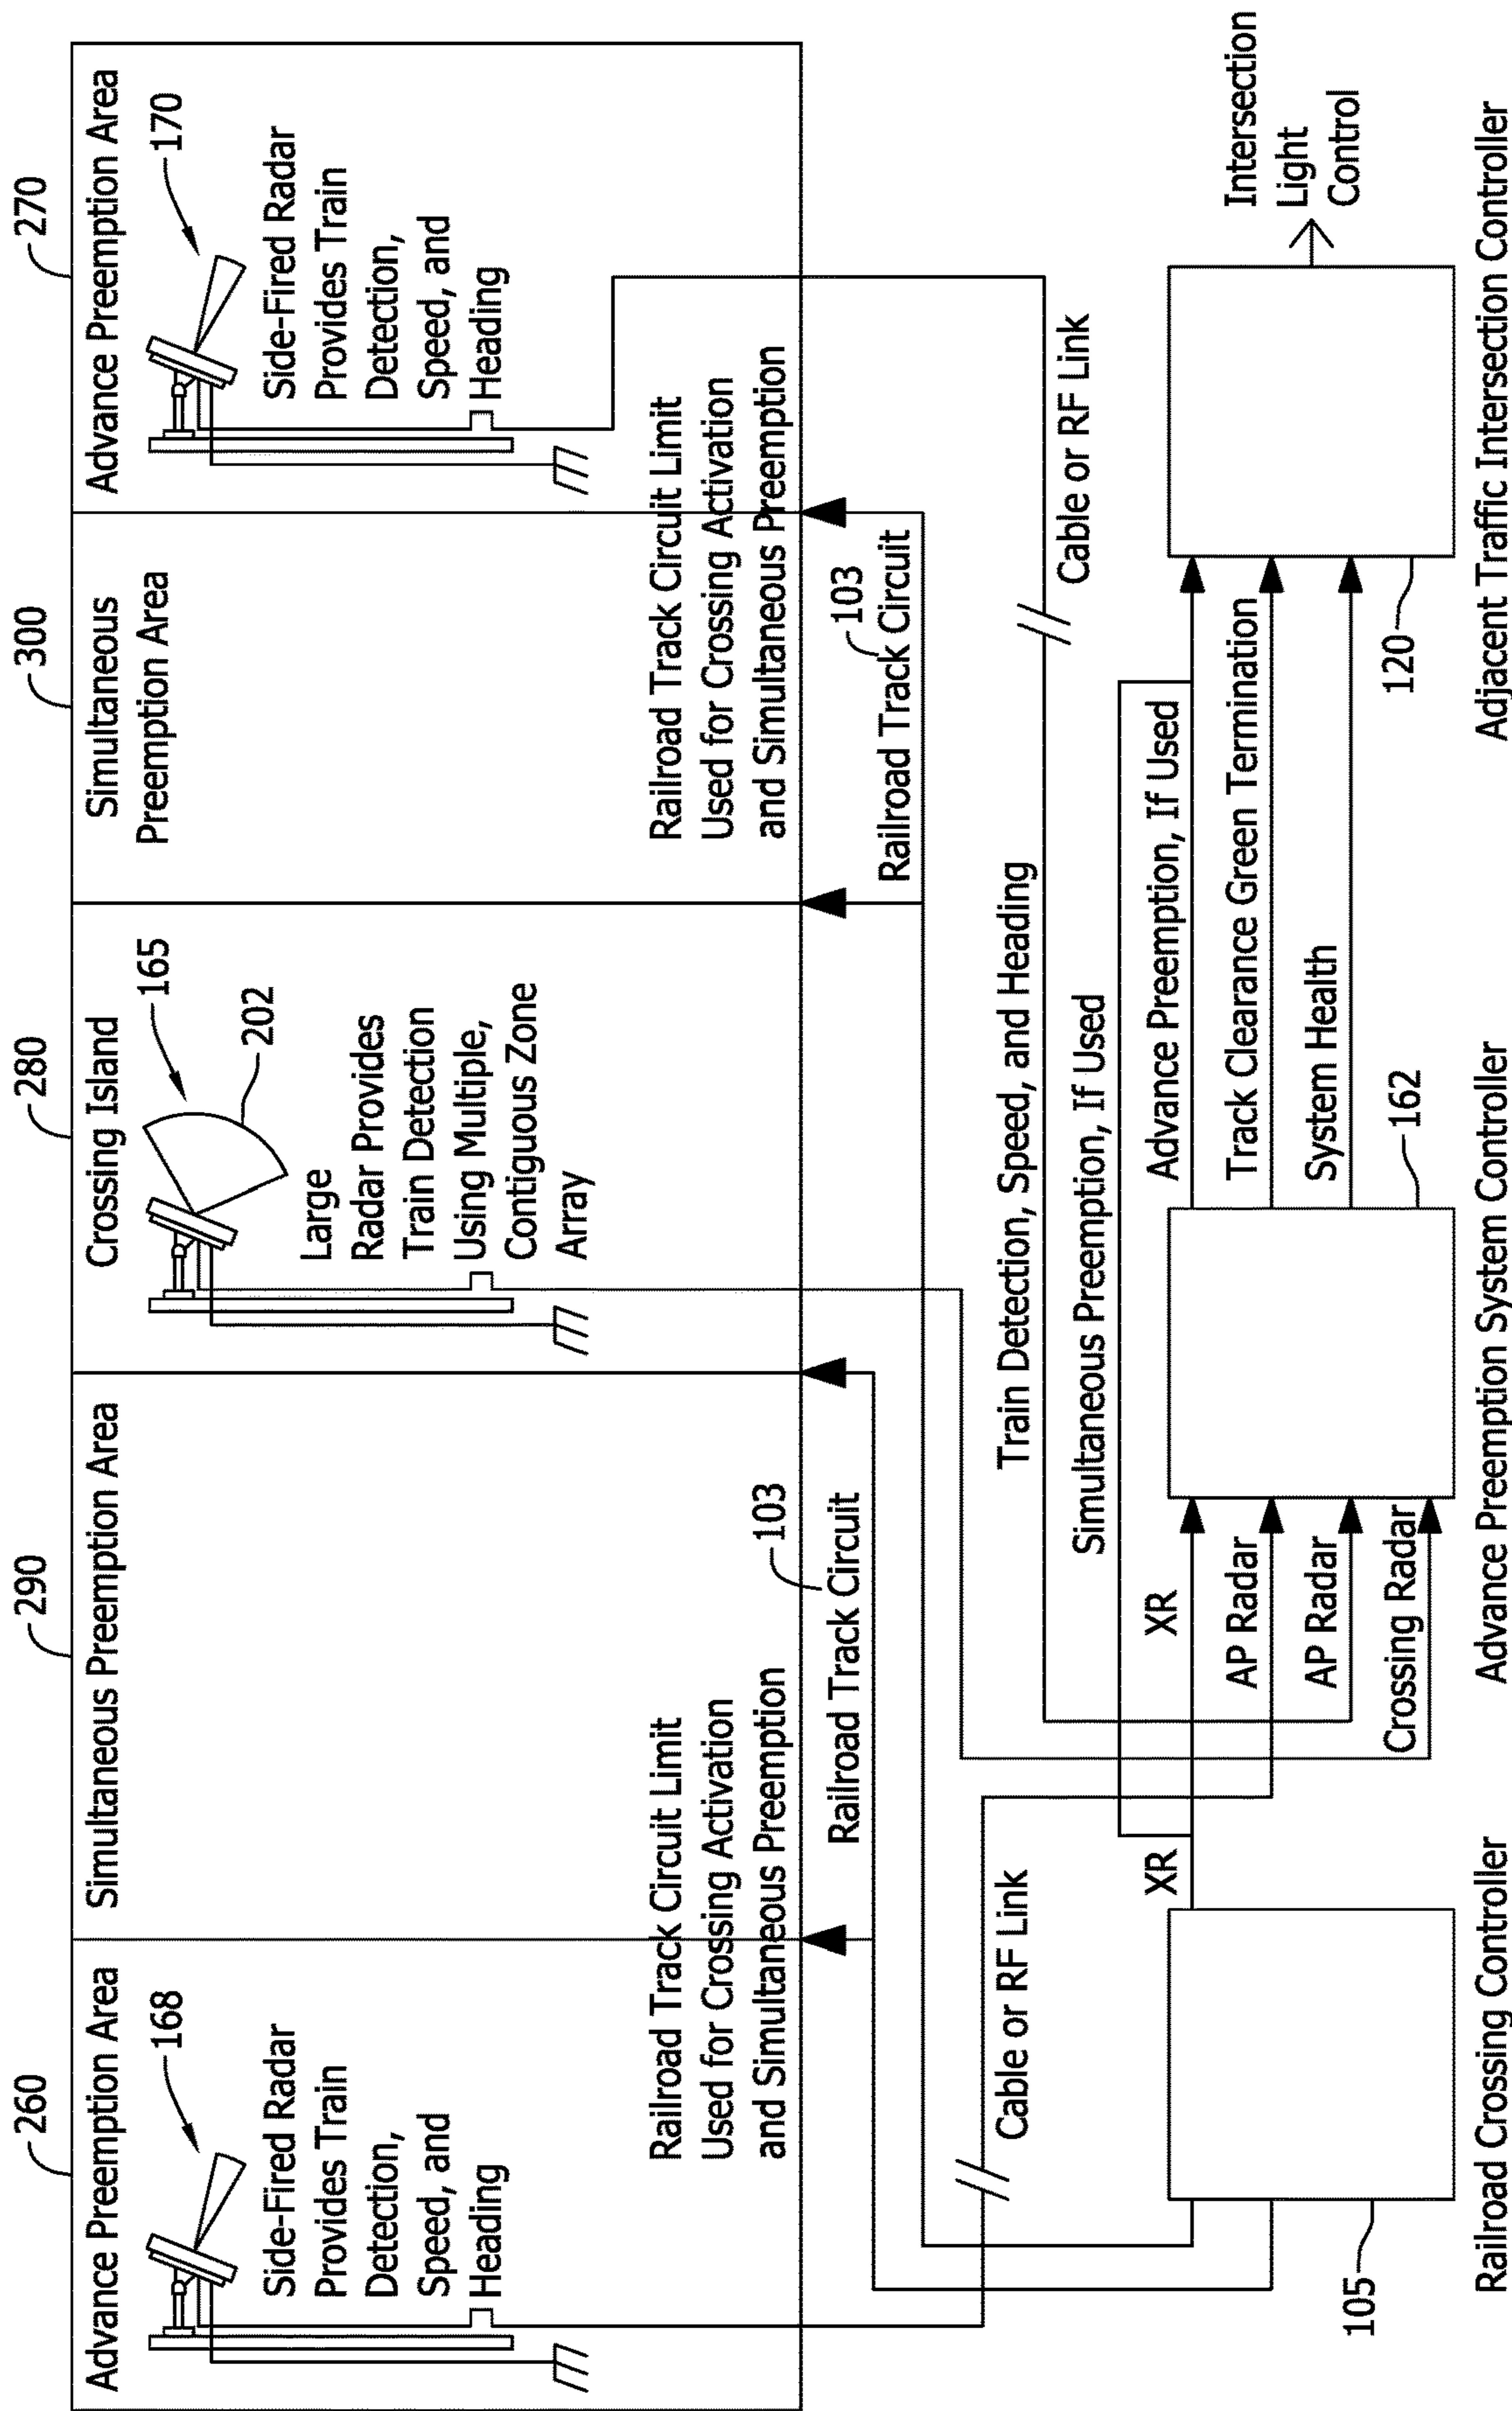 260
290
280
300
270
Advance Preemption Area
168
Side-Fired Radar
Provides Train
Detection,
Speed, and
Heading
Simultaneous Preemption Area
Crossing Island
165
202
Large
Radar Provides
Train Detection
Using Multiple,
Contiguous Zone
Array
Simultaneous
Preemption Area
Advance Preemption Area
170
Side-Fired Radar
Provides Train
Detection,
Speed, and
Heading
Railroad Track Circuit Limit
Used for Crossing Activation
and Simultaneous Preemption
103
Railroad Track Circuit
Railroad Track Circuit Limit
Used for Crossing Activation
and Simultaneous Preemption
103
Railroad Track Circuit
Cable or RF Link
Train Detection, Speed, and Heading
Cable or RF Link
Simultaneous Preemption, If Used
XR
XR
AP Radar
AP Radar
Crossing Radar
Advance Preemption, If Used
Track Clearance Green Termination
System Health
Intersection
Light
Control
105
162
120
Railroad Crossing Controller
Advance Preemption System Controller
Adjacent Traffic Intersection Controller